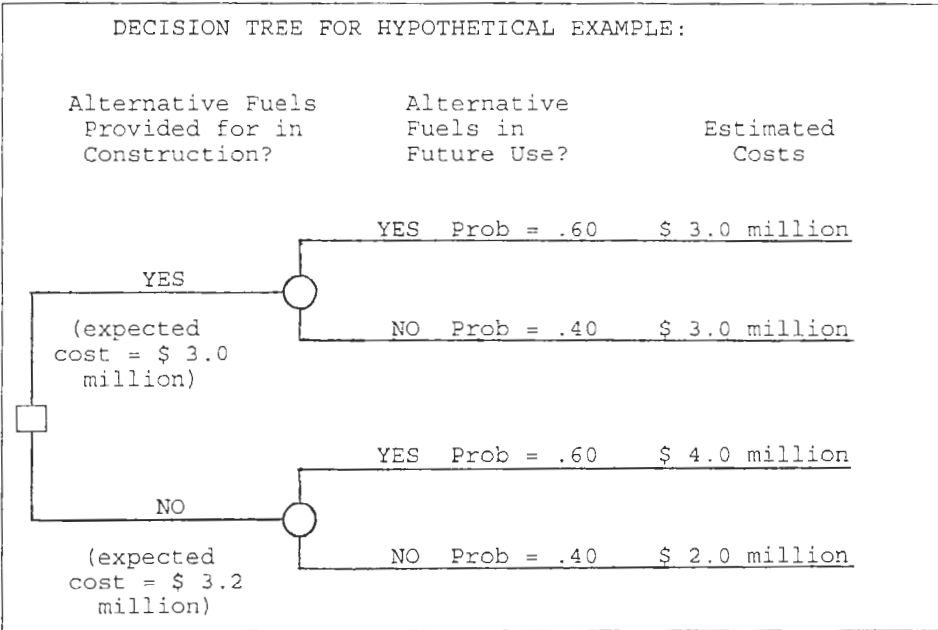 DECISION TREE FOR HYPOTHETICAL EXAMPLE:
Alternative Fuels
Provided for in
Construction?
Alternative
Fuels in
Future Use?
Estimated
Costs
YES Prob = .60 $ 3.0 million
YES
NO Prob = .40 $ 3.0 million
(expected
cost = $ 3.0
million)
YES Prob = .60 $ 4.0 million
NO
NO Prob = .40 $ 2.0 million
(expected
cost = $ 3.2
million)